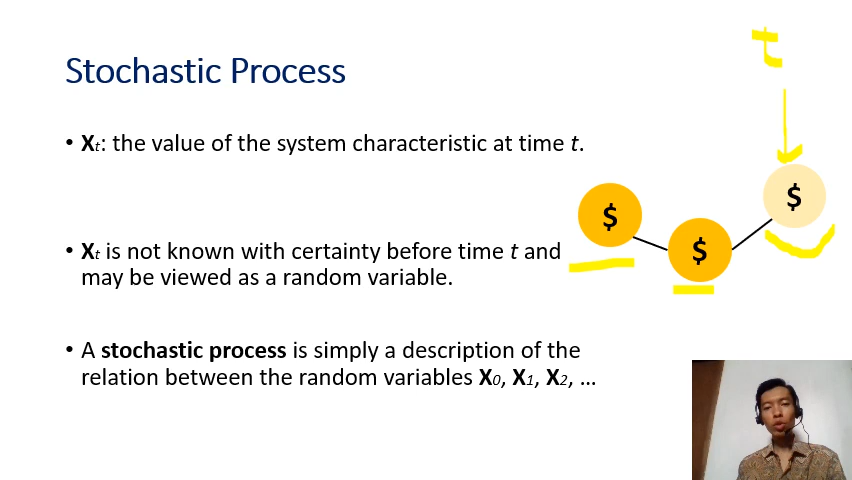 Stochastic Process
t
• Xt: the value of the system characteristic at time t.
$
$
$
• Xt is not known with certainty before time t and
may be viewed as a random variable.
• A stochastic process is simply a description of the
relation between the random variables X0, X1, X2, ...